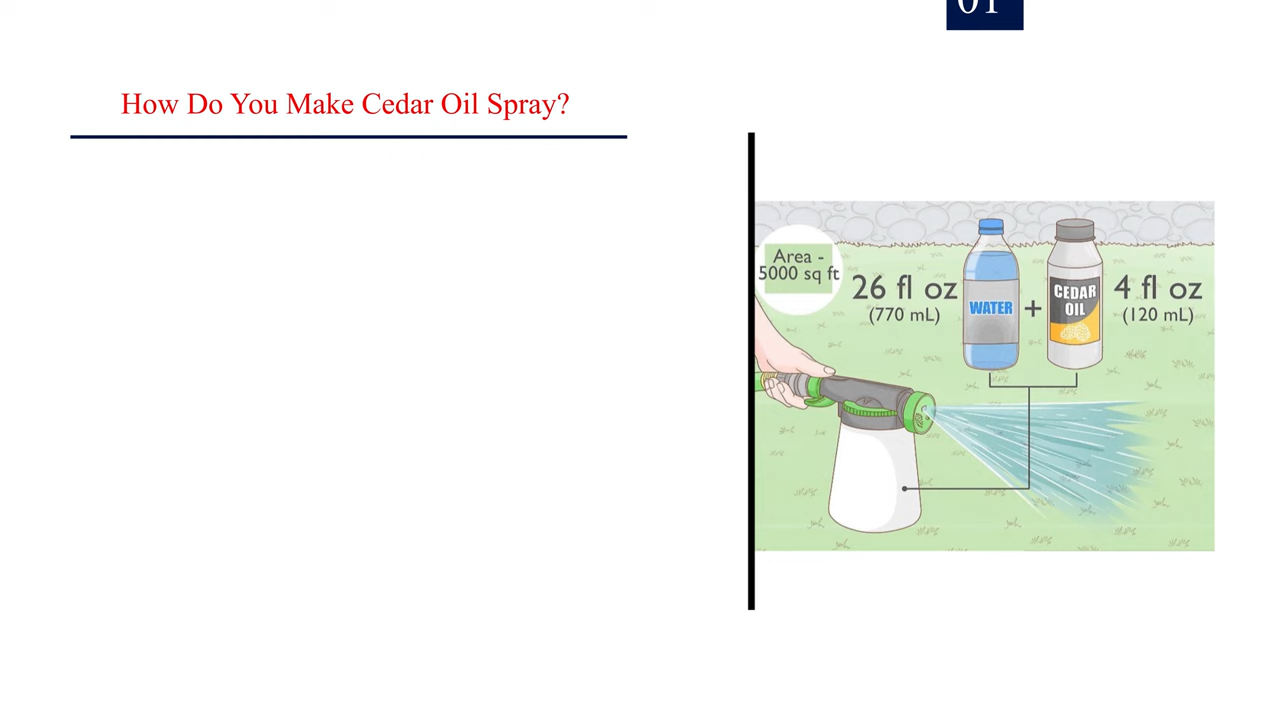 01
How Do You Make Cedar Oil Spray?
Area -
5000 sq ft
26 fl oz
(770 mL)
WATER
+
CEDAR
OIL
4 fl oz
(120 mL)